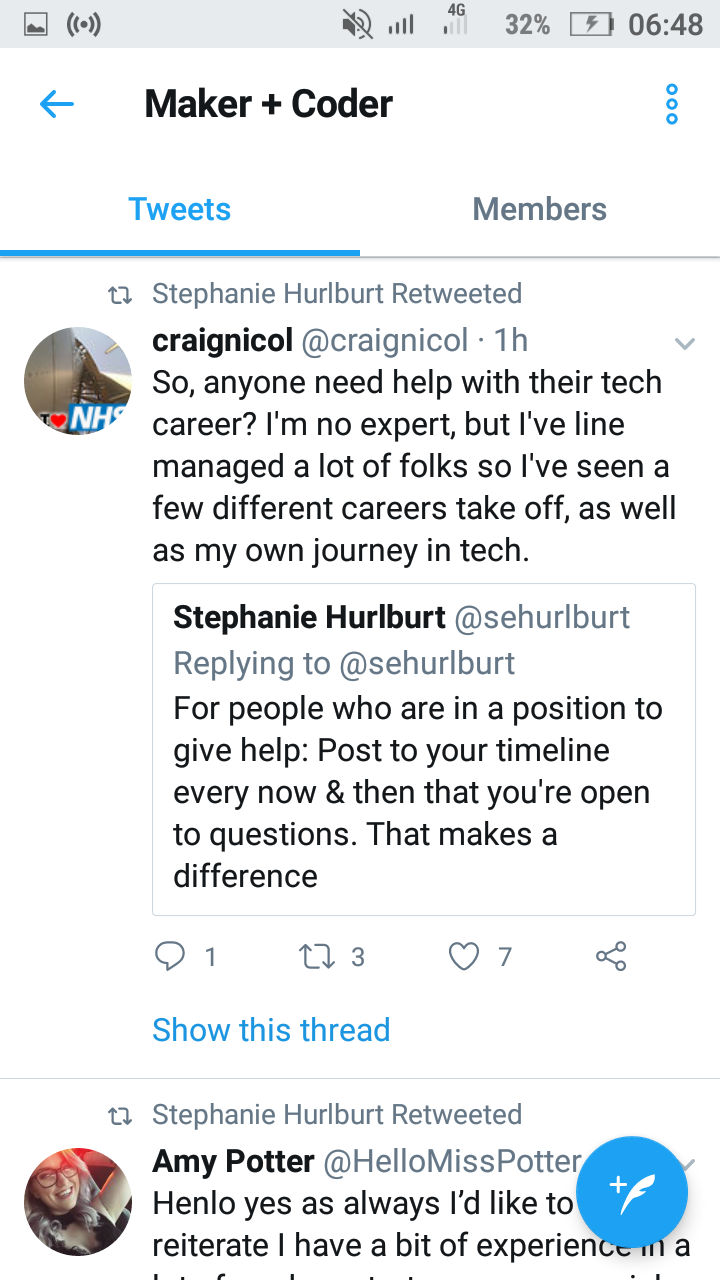 4G 32% 06:48
Maker + Coder
Tweets Members
Stephanie Hurlburt Retweeted
craignicol @craignicol · 1h
So, anyone need help with their tech
career? I'm no expert, but I've line
managed a lot of folks so I've seen a
few different careers take off, as well
as my own journey in tech.
Stephanie Hurlburt @sehurlburt
Replying to @sehurlburt
For people who are in a position to
give help: Post to your timeline
every now & then that you're open
to questions. That makes a
difference
1 3 7
Show this thread
Stephanie Hurlburt Retweeted
Amy Potter @HelloMissPotter
Henlo yes as always I’d like to
reiterate I have a bit of experience in a